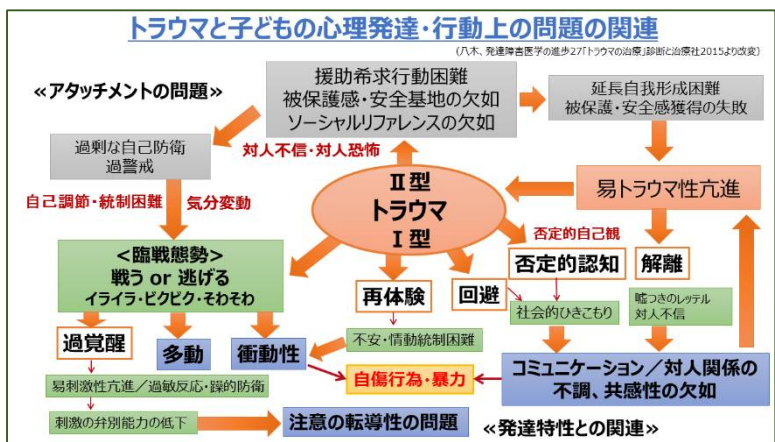 トラウマと子どもの心理発達・行動上の問題の関連
(八木、発達障害医学の進歩27「トラウマの治療」診断と治療社2015より改変)
≪アタッチメントの問題≫
援助希求行動困難
被保護感・安全基地の欠如
ソーシャルリファレンスの欠如
延長自我形成困難
被保護・安全感獲得の失敗
過剰な自己防衛
過警戒
対人不信・対人恐怖
自己調節・統制困難
気分変動
Ⅱ型
トラウマ
Ⅰ型
易トラウマ性亢進
否定的自己観
<臨戦態勢>
戦う or 逃げる
イライラ・ビクビク・そわそわ
再体験
回避
否定的認知
解離
社会的ひきこもり
嘘つきのレッテル
対人不信
過覚醒
多動
衝動性
不安・情動統制困難
易刺激性亢進/過敏反応・躁的防衛
自傷行為・暴力
コミュニケーション/対人関係の
不調、共感性の欠如
刺激の弁別能力の低下
注意の転導性の問題
≪発達特性との関連≫